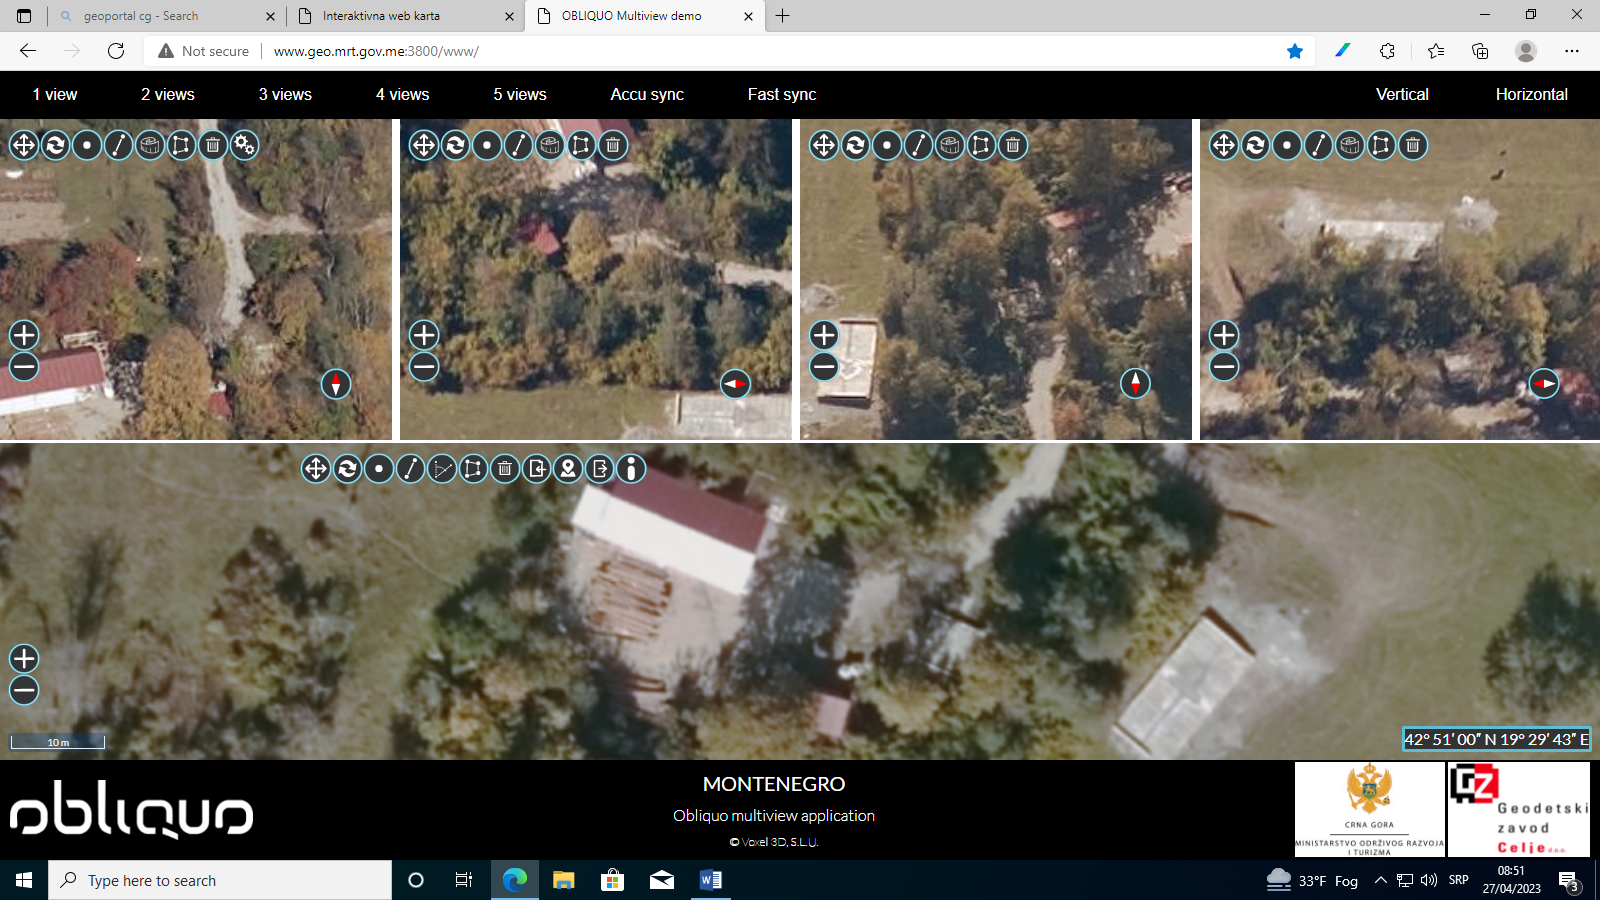 geoportal cg - Search
Interaktivna web karta
OBLIQUO Multiview demo
Not secure
www.geo.mrt.gov.me:3800/www/
1 view
2 views
3 views
4 views
5 views
Accu sync
Fast sync
Vertical
Horizontal
10 m
42° 51′ 00″ N 19° 29′ 43″ E
obliquo
MONTENEGRO
Obliquo multiview application
© Voxel 3D, S.L.U.
CRNA GORA
MINISTARSTVO ODRŽIVOG RAZVOJA
I TURIZMA
GZ
Geodetski
zavod
Celje d.o.o.
Type here to search
33°F Fog
SRP
08:51
27/04/2023
3